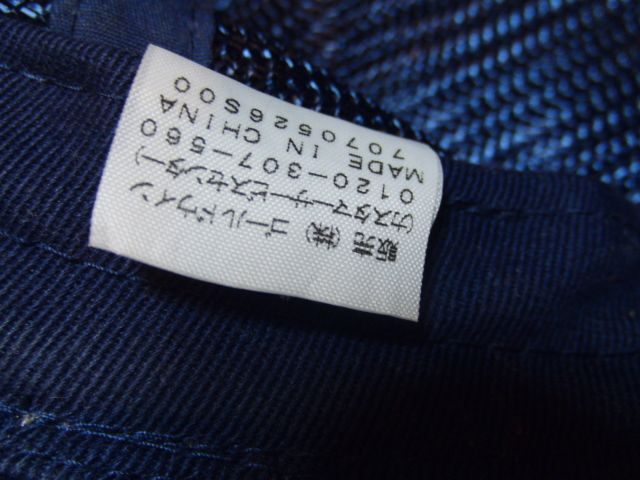 販売 (株) ゴールドウイン
(カスタマーサービスセンター)
0120-307-560
MADE IN CHINA
7070526S00